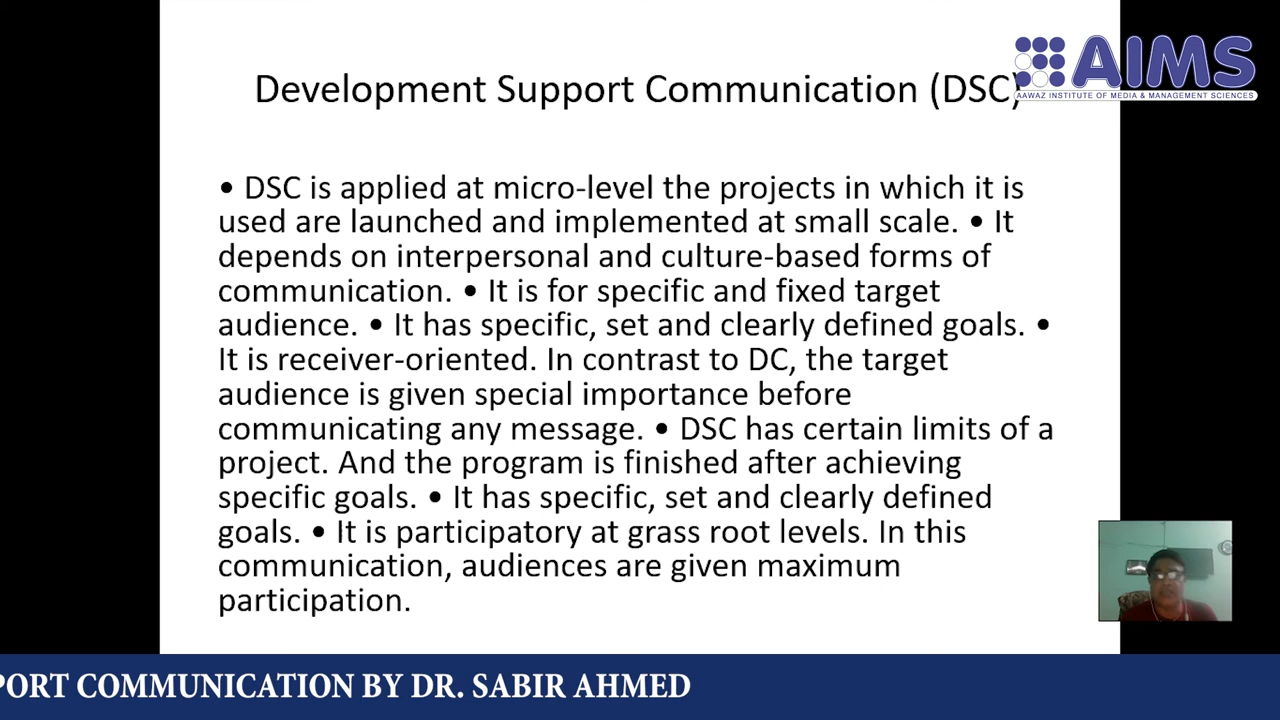 AIMS
AAWAZ INSTITUTE OF MEDIA & MANAGEMENT SCIENCES
Development Support Communication (DSC)
• DSC is applied at micro-level the projects in which it is
used are launched and implemented at small scale. • It
depends on interpersonal and culture-based forms of
communication. • It is for specific and fixed target
audience. • It has specific, set and clearly defined goals. •
It is receiver-oriented. In contrast to DC, the target
audience is given special importance before
communicating any message. • DSC has certain limits of a
project. And the program is finished after achieving
specific goals. • It has specific, set and clearly defined
goals. • It is participatory at grass root levels. In this
communication, audiences are given maximum
participation.
PORT COMMUNICATION BY DR. SABIR AHMED